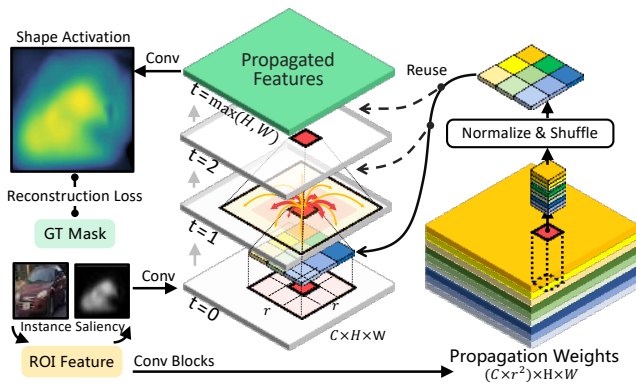 Shape Activation
Conv
Propagated
Features
Reuse
t=max(H,W)
Normalize & Shuffle
t=2
Reconstruction Loss
GT Mask
t=1
Conv
r
r
Instance Saliency
t=0
C×H×W
ROI Feature
Conv Blocks
Propagation Weights
(C×r²)×H×W